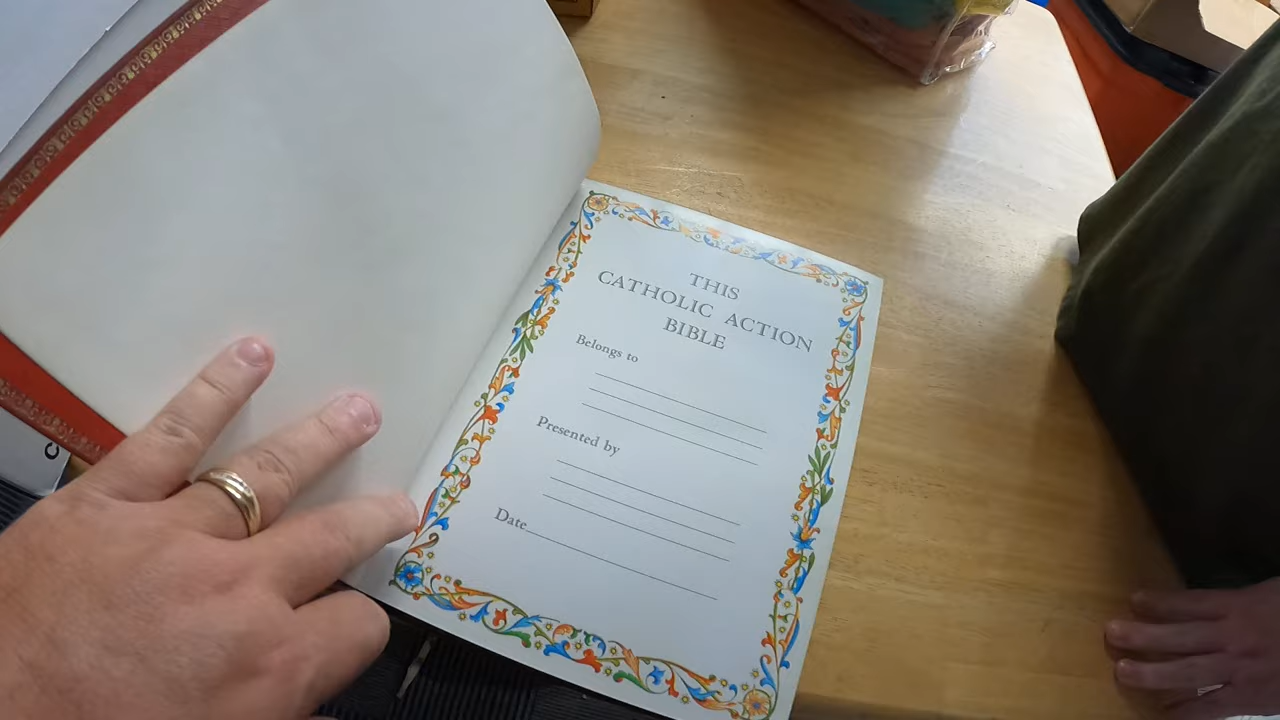 THIS
CATHOLIC ACTION
BIBLE
Belongs to
Presented by
Date